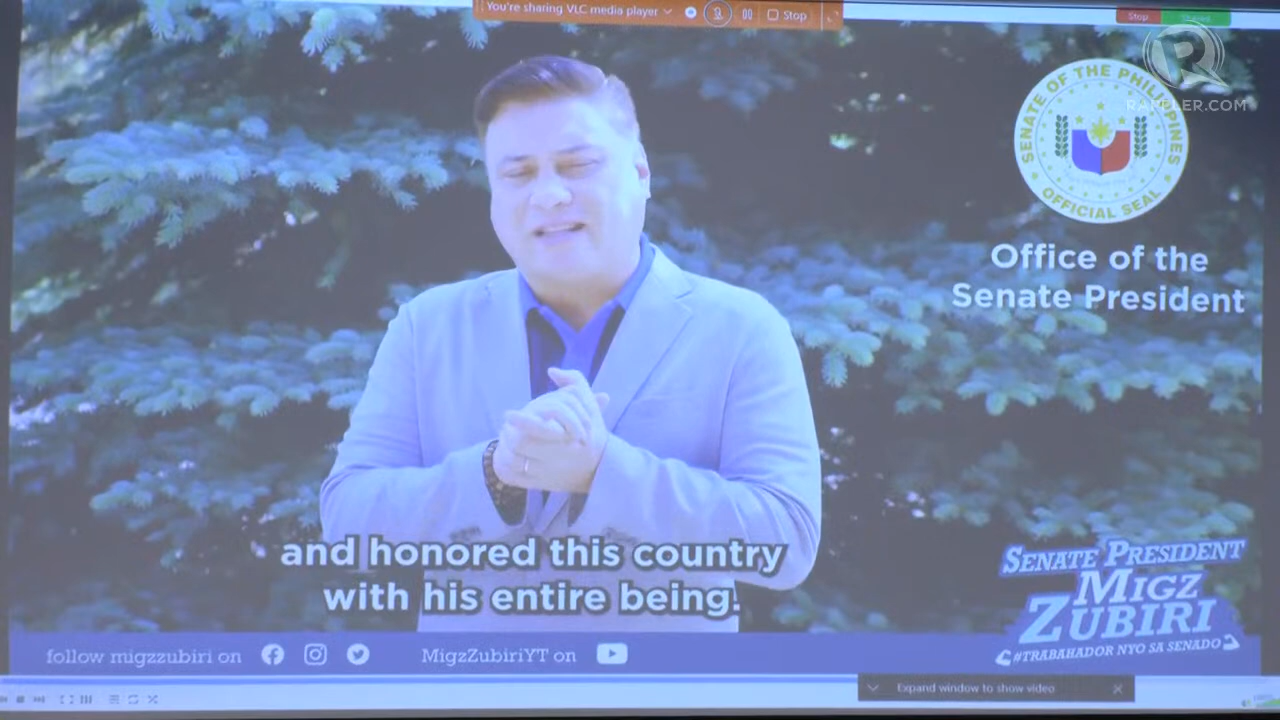 You're sharing VLC media player
Stop
Stop
RAPPLER.COM
SENATE OF THE PHILIPPINES
OFFICIAL SEAL
Office of the
Senate President
and honored this country
with his entire being.
SENATE PRESIDENT
MIGZ
ZUBIRI
#TRABAHADOR NYO SA SENADO
follow migzzubiri on
MigzZubiriYT on
Expand window to show video